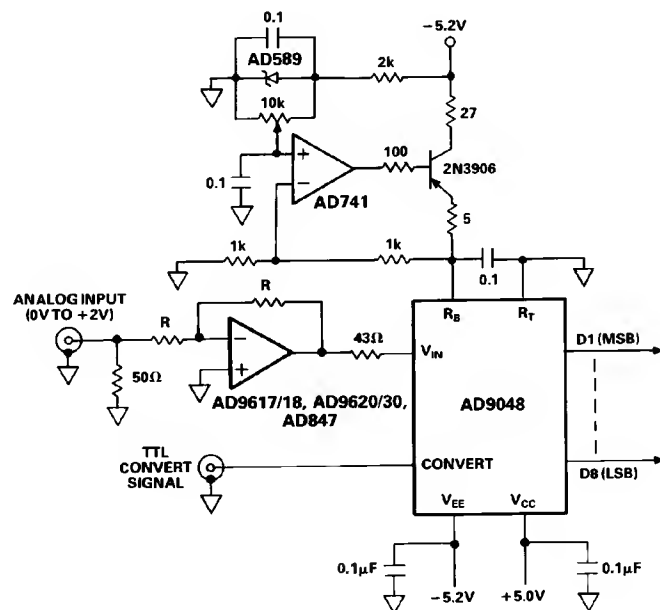 −5.2V
0.1
AD589
2k
10k
27
+
−
100
2N3906
0.1
AD741
5
1k
1k
0.1
ANALOG INPUT
(0V TO +2V)
R
R
−
+
43Ω
50Ω
AD9617/18, AD9620/30,
AD847
R_B
R_T
V_IN
D1 (MSB)
AD9048
TTL
CONVERT
SIGNAL
CONVERT
D8 (LSB)
V_EE
V_CC
0.1μF
0.1μF
−5.2V
+5.0V